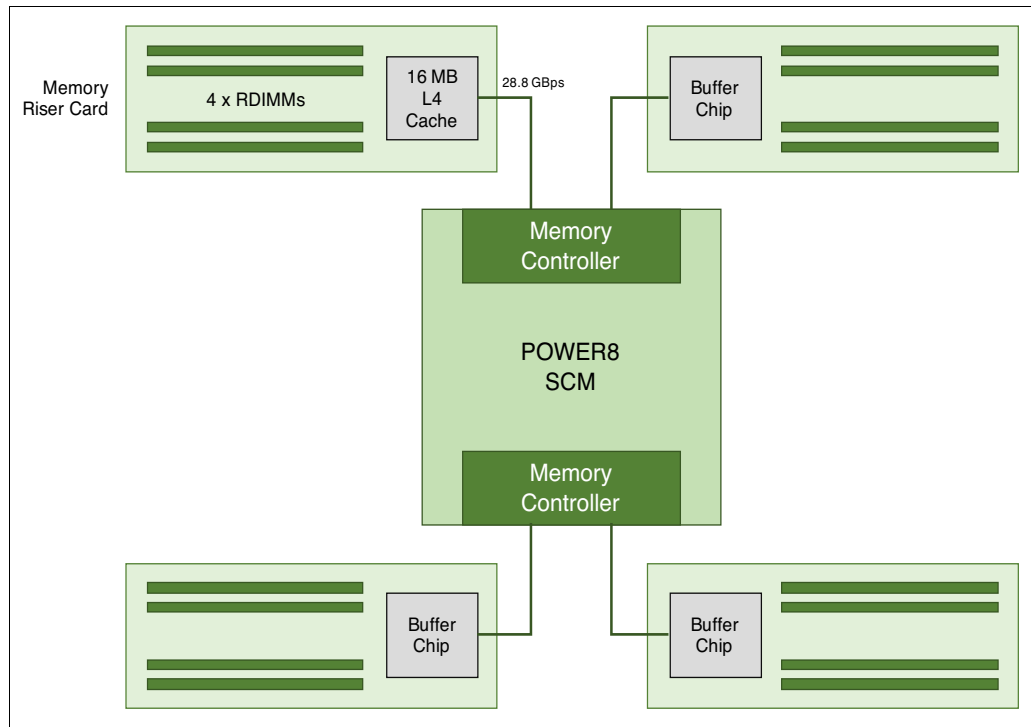 Memory
Riser Card
4 x RDIMMs
16 MB
L4
Cache
28.8 GBps
Buffer
Chip
Memory
Controller
POWER8
SCM
Memory
Controller
Buffer
Chip
Buffer
Chip